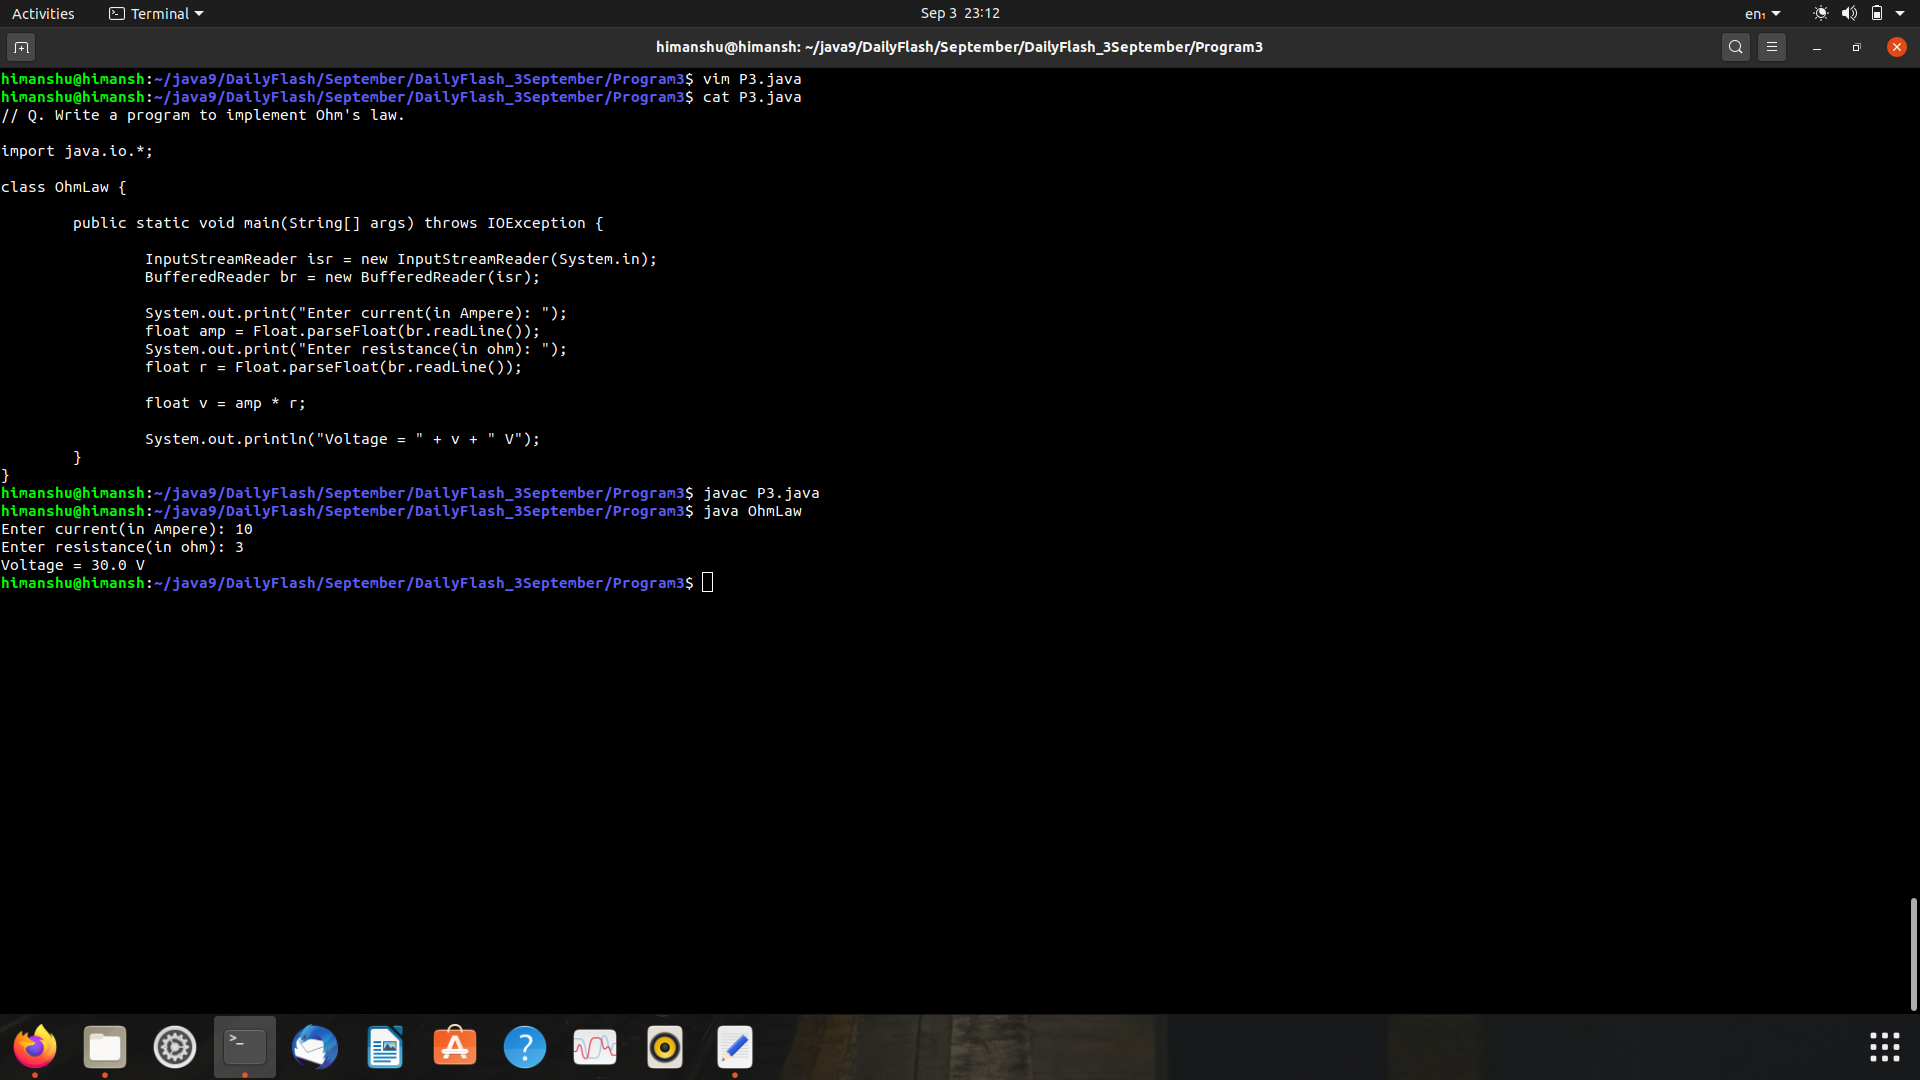 Activities
Terminal
Sep 3 23:12
en₁
himanshu@himansh: ~/java9/DailyFlash/September/DailyFlash_3September/Program3
himanshu@himansh:~/java9/DailyFlash/September/DailyFlash_3September/Program3$ vim P3.java
himanshu@himansh:~/java9/DailyFlash/September/DailyFlash_3September/Program3$ cat P3.java
// Q. Write a program to implement Ohm's law.
import java.io.*;
class OhmLaw {
public static void main(String[] args) throws IOException {
InputStreamReader isr = new InputStreamReader(System.in);
BufferedReader br = new BufferedReader(isr);
System.out.print("Enter current(in Ampere): ");
float amp = Float.parseFloat(br.readLine());
System.out.print("Enter resistance(in ohm): ");
float r = Float.parseFloat(br.readLine());
float v = amp * r;
System.out.println("Voltage = " + v + " V");
}
}
himanshu@himansh:~/java9/DailyFlash/September/DailyFlash_3September/Program3$ javac P3.java
himanshu@himansh:~/java9/DailyFlash/September/DailyFlash_3September/Program3$ java OhmLaw
Enter current(in Ampere): 10
Enter resistance(in ohm): 3
Voltage = 30.0 V
himanshu@himansh:~/java9/DailyFlash/September/DailyFlash_3September/Program3$